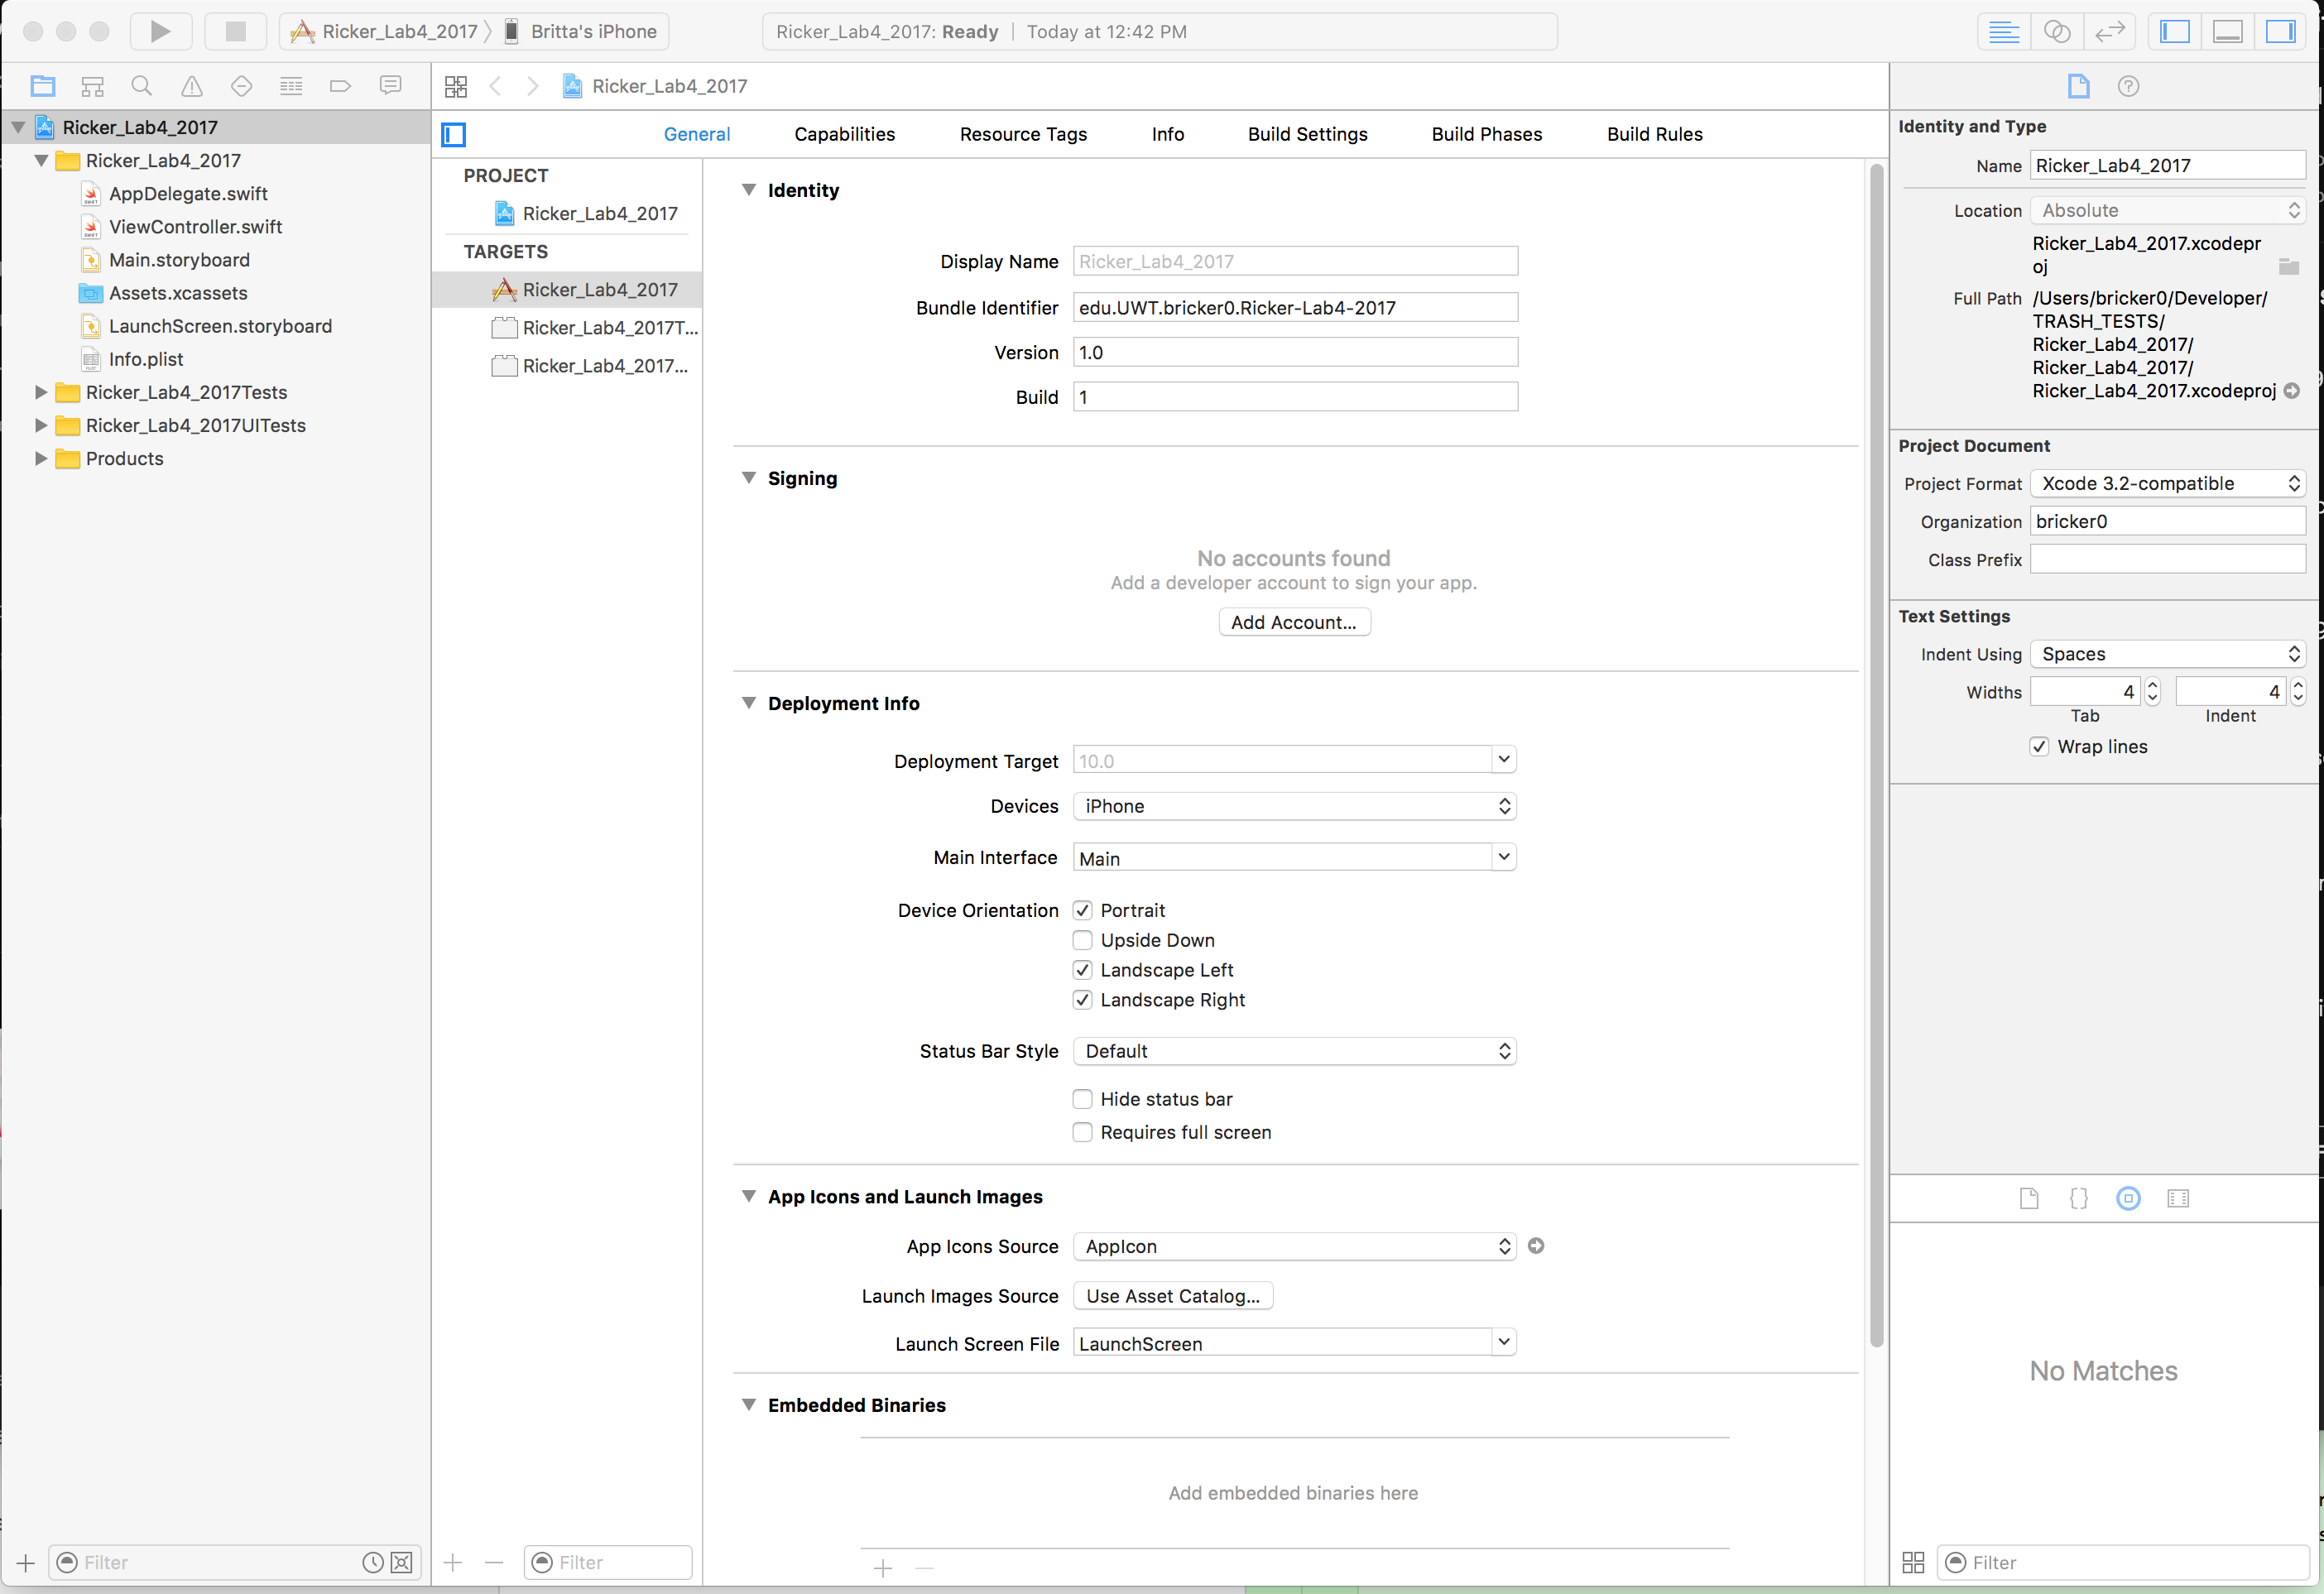 Ricker_Lab4_2017 Britta's iPhone
Ricker_Lab4_2017: Ready | Today at 12:42 PM
Ricker_Lab4_2017
Ricker_Lab4_2017
Ricker_Lab4_2017
AppDelegate.swift
ViewController.swift
Main.storyboard
Assets.xcassets
LaunchScreen.storyboard
Info.plist
Ricker_Lab4_2017Tests
Ricker_Lab4_2017UITests
Products
Filter
General Capabilities Resource Tags Info Build Settings Build Phases Build Rules
PROJECT
Ricker_Lab4_2017
TARGETS
Ricker_Lab4_2017
Ricker_Lab4_2017T...
Ricker_Lab4_2017...
Filter
Identity
Display Name Ricker_Lab4_2017
Bundle Identifier edu.UWT.bricker0.Ricker-Lab4-2017
Version 1.0
Build 1
Signing
No accounts found
Add a developer account to sign your app.
Add Account...
Deployment Info
Deployment Target 10.0
Devices iPhone
Main Interface Main
Device Orientation Portrait
Upside Down
Landscape Left
Landscape Right
Status Bar Style Default
Hide status bar
Requires full screen
App Icons and Launch Images
App Icons Source AppIcon
Launch Images Source Use Asset Catalog...
Launch Screen File LaunchScreen
Embedded Binaries
Add embedded binaries here
Identity and Type
Name Ricker_Lab4_2017
Location Absolute
Ricker_Lab4_2017.xcodepr
oj
Full Path /Users/bricker0/Developer/
TRASH_TESTS/
Ricker_Lab4_2017/
Ricker_Lab4_2017/
Ricker_Lab4_2017.xcodeproj
Project Document
Project Format Xcode 3.2-compatible
Organization bricker0
Class Prefix
Text Settings
Indent Using Spaces
Widths 4 4
Tab Indent
Wrap lines
No Matches
Filter